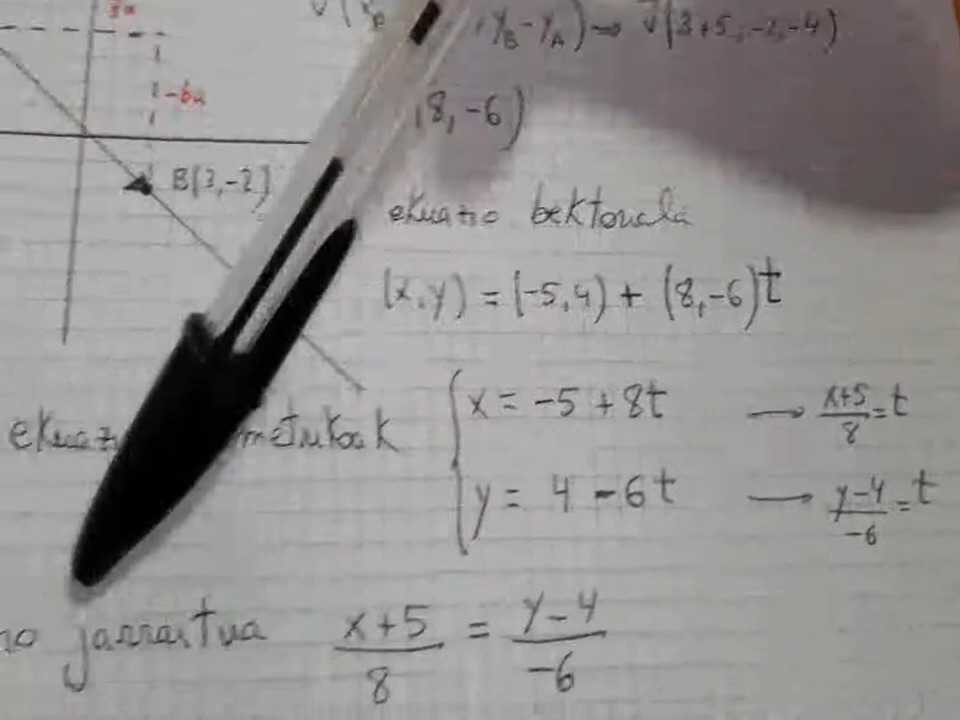 y_B - y_A) → v(3+5, -2, -4)
8, -6)
-6u
B(3, -2)
ekuazio bektoriala
(x, y) = (-5, 4) + (8, -6)t
x = -5 + 8t → x+5/8 = t
y = 4 - 6t → y-4/-6 = t
jarraitua x+5/8 = y-4/-6